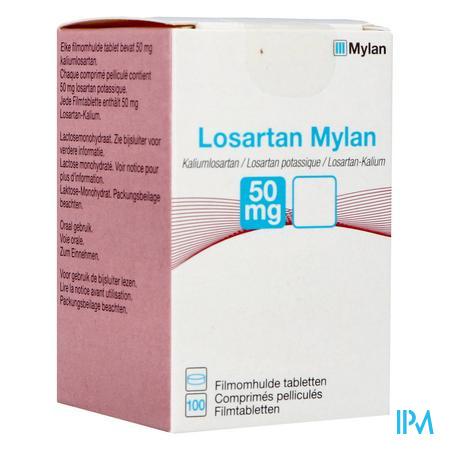 Elke filmomhulde tablet bevat 50 mg
kaliumlosartan.
Chaque comprimé pelliculé contient
50 mg losartan potassique.
Jede Filmtablette enthält 50 mg
Losartan-Kalium.
Lactosemonohydraat. Zie bijsluiter voor
verdere informatie.
Lactose monohydraté. Voir notice pour
plus d'information.
Laktose-Monohydrat. Packungsbeilage
beachten.
Oraal gebruik.
Voie orale.
Zum Einnehmen.
Voor gebruik de bijsluiter lezen.
Lire la notice avant utilisation.
Packungsbeilage beachten.
Mylan
Losartan Mylan
Kaliumlosartan / Losartan potassique / Losartan-Kalium
50
mg
100
Filmomhulde tabletten
Comprimés pelliculés
Filmtabletten
IPM